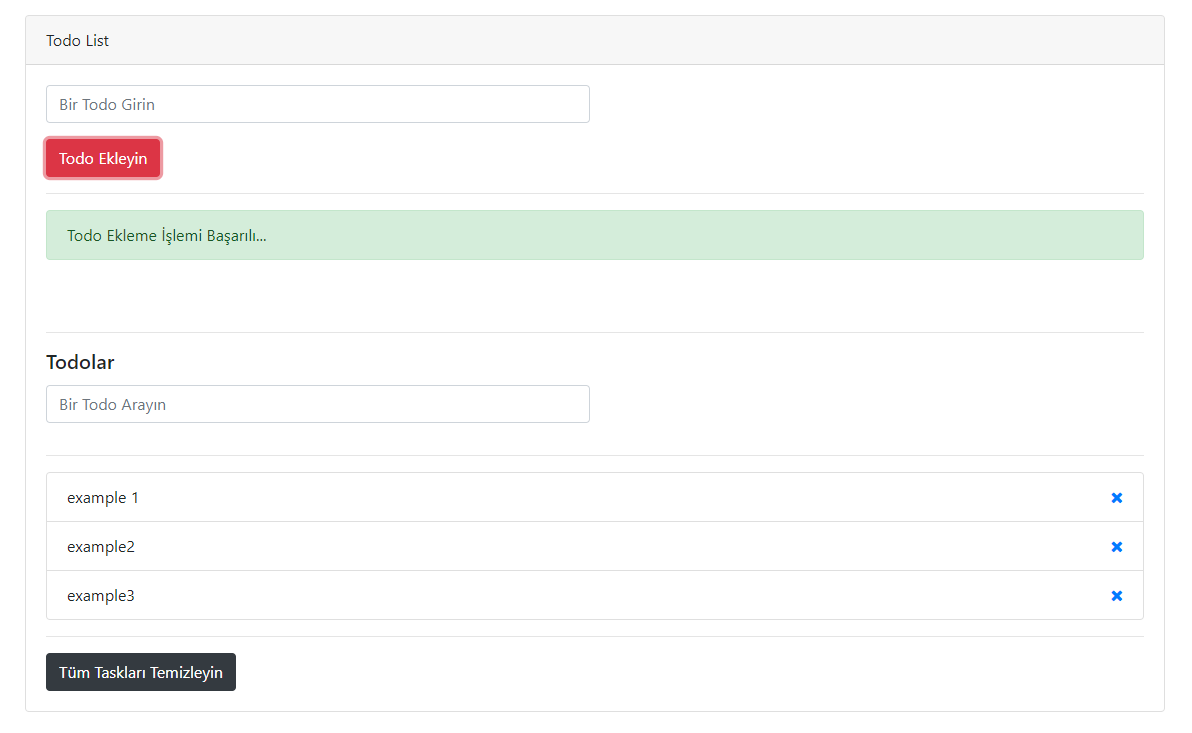 Todo List
Bir Todo Girin
Todo Ekleyin
Todo Ekleme İşlemi Başarılı...
Todolar
Bir Todo Arayın
example 1
example2
example3
Tüm Taskları Temizleyin